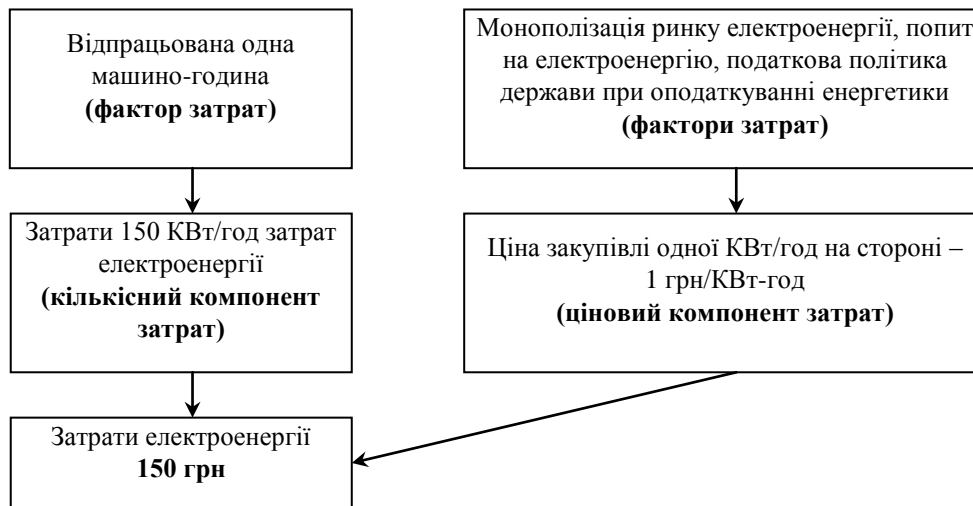 Відпрацьована одна
машино-година
(фактор затрат)
Монополізація ринку електроенергії, попит
на електроенергію, податкова політика
держави при оподаткуванні енергетики
(фактори затрат)
Затрати 150 КВт/год затрат
електроенергії
(кількісний компонент
затрат)
Ціна закупівлі одної КВт/год на стороні –
1 грн/КВт-год
(ціновий компонент затрат)
Затрати електроенергії
150 грн